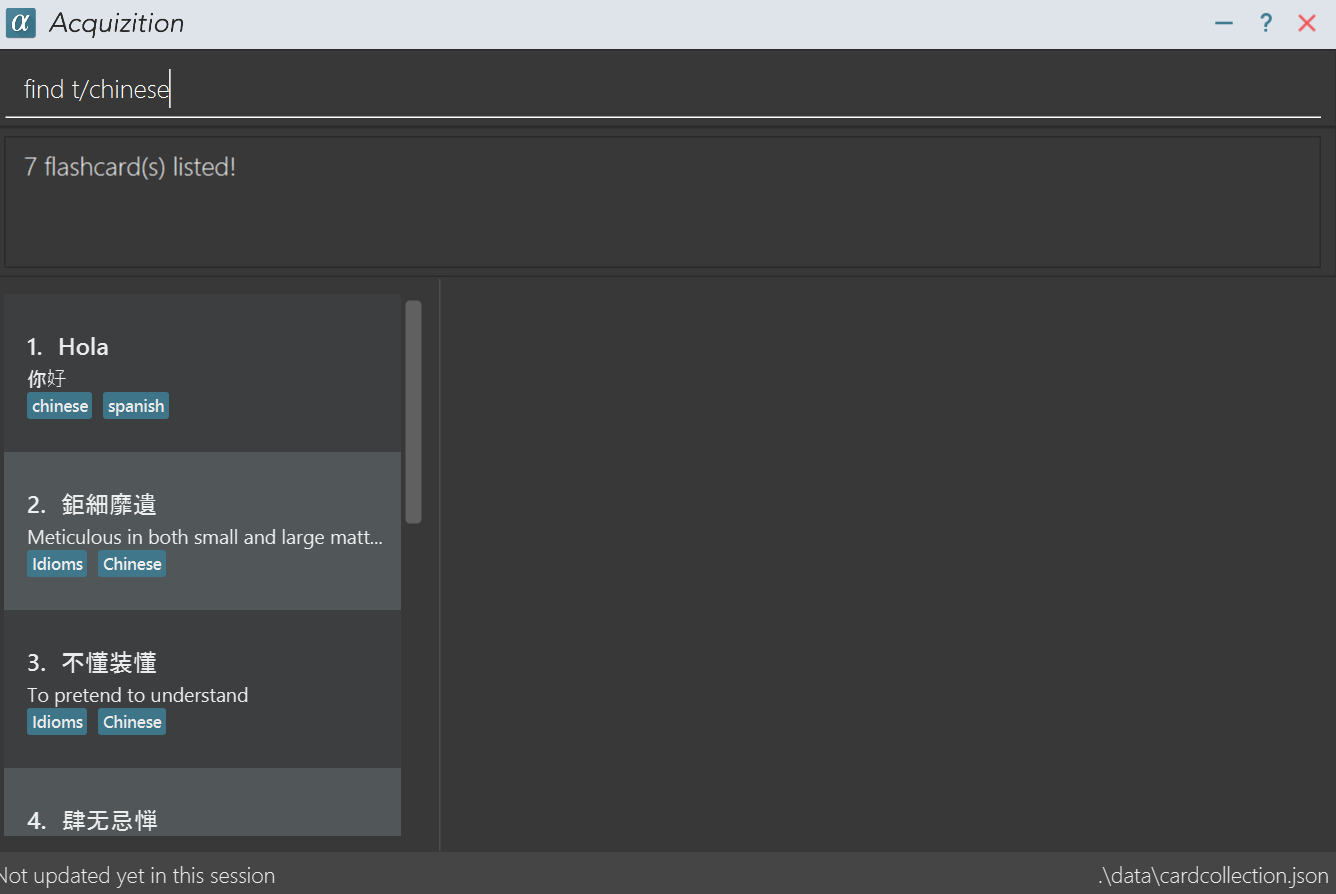 α Acquizition − ? ×
find t/chinese
7 flashcard(s) listed!
1. Hola
你好
chinese spanish
2. 鉅細靡遺
Meticulous in both small and large matt...
Idioms Chinese
3. 不懂装懂
To pretend to understand
Idioms Chinese
4. 肆无忌惮
Not updated yet in this session
.\data\cardcollection.json